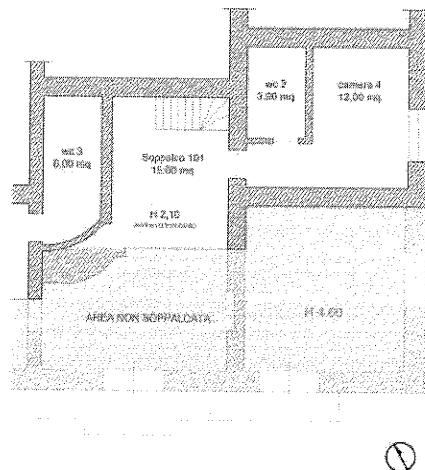 wc 2
3,00 mq
camera 4
12,00 mq
wc 3
6,00 mq
Soppalco 101
15,00 mq
H 2,10
AREA NON SOPPALCATA
H 4.60